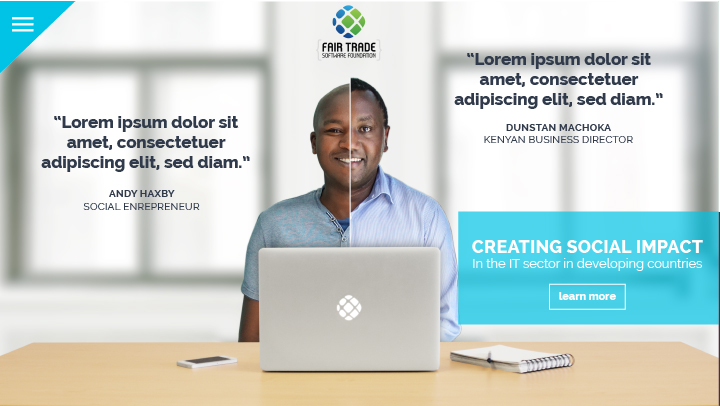 FAIR TRADE
SOFTWARE FOUNDATION
“Lorem ipsum dolor sit
amet, consectetuer
adipiscing elit, sed diam.”
ANDY HAXBY
SOCIAL ENREPRENEUR
“Lorem ipsum dolor sit
amet, consectetuer
adipiscing elit, sed diam.”
DUNSTAN MACHOKA
KENYAN BUSINESS DIRECTOR
CREATING SOCIAL IMPACT
In the IT sector in developing countries
learn more